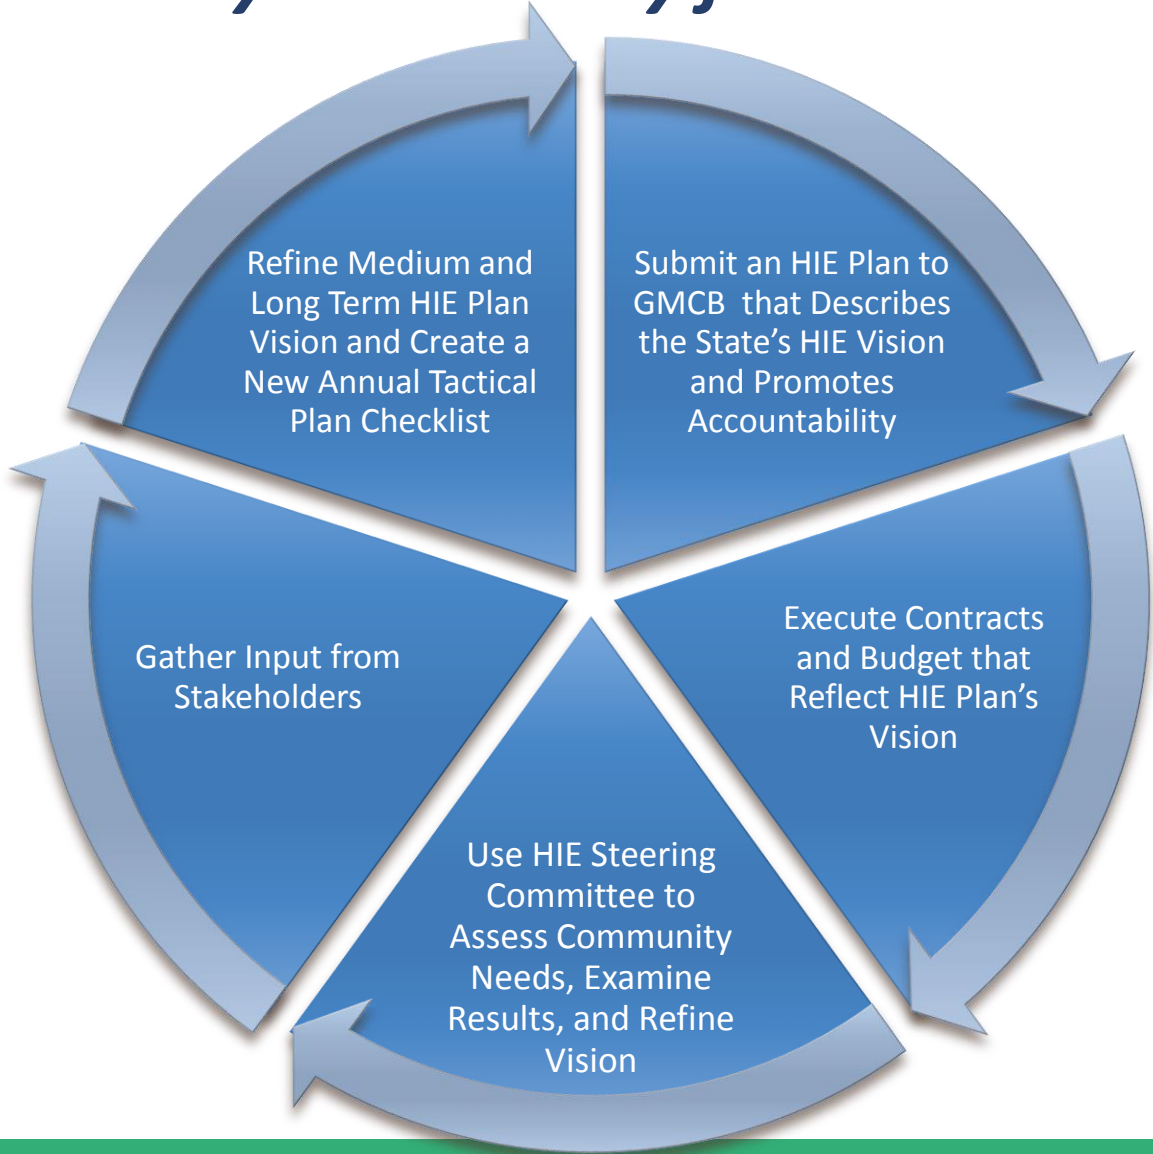 Submit an HIE Plan to
GMCB that Describes
the State's HIE Vision
and Promotes
Accountability
Execute Contracts
and Budget that
Reflect HIE Plan's
Vision
Use HIE Steering
Committee to
Assess Community
Needs, Examine
Results, and Refine
Vision
Gather Input from
Stakeholders
Refine Medium and
Long Term HIE Plan
Vision and Create a
New Annual Tactical
Plan Checklist